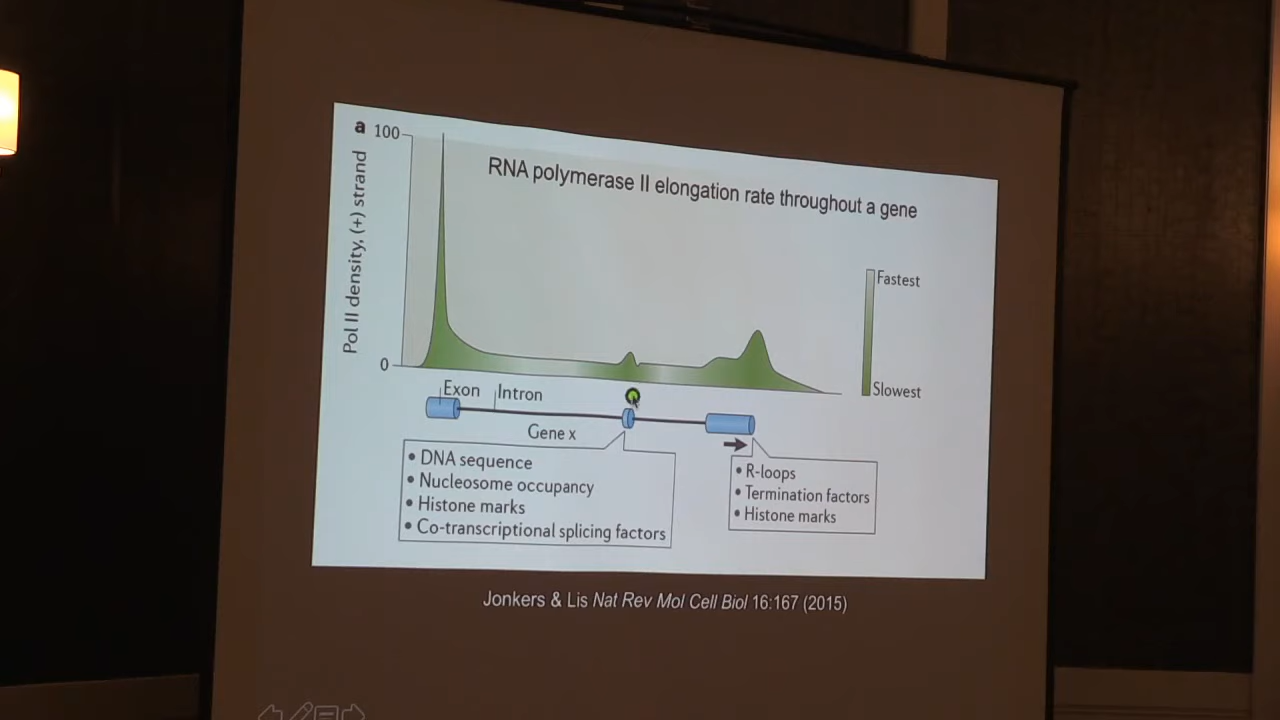 a
100
RNA polymerase II elongation rate throughout a gene
Pol II density, (+) strand
Fastest
0
Slowest
Exon
Intron
Gene x
• DNA sequence
• Nucleosome occupancy
• Histone marks
• Co-transcriptional splicing factors
• R-loops
• Termination factors
• Histone marks
Jonkers & Lis Nat Rev Mol Cell Biol 16:167 (2015)